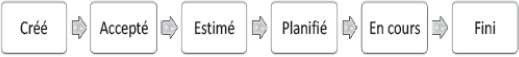 Créé
Accepté
Estimé
Planifié
En cours
Fini